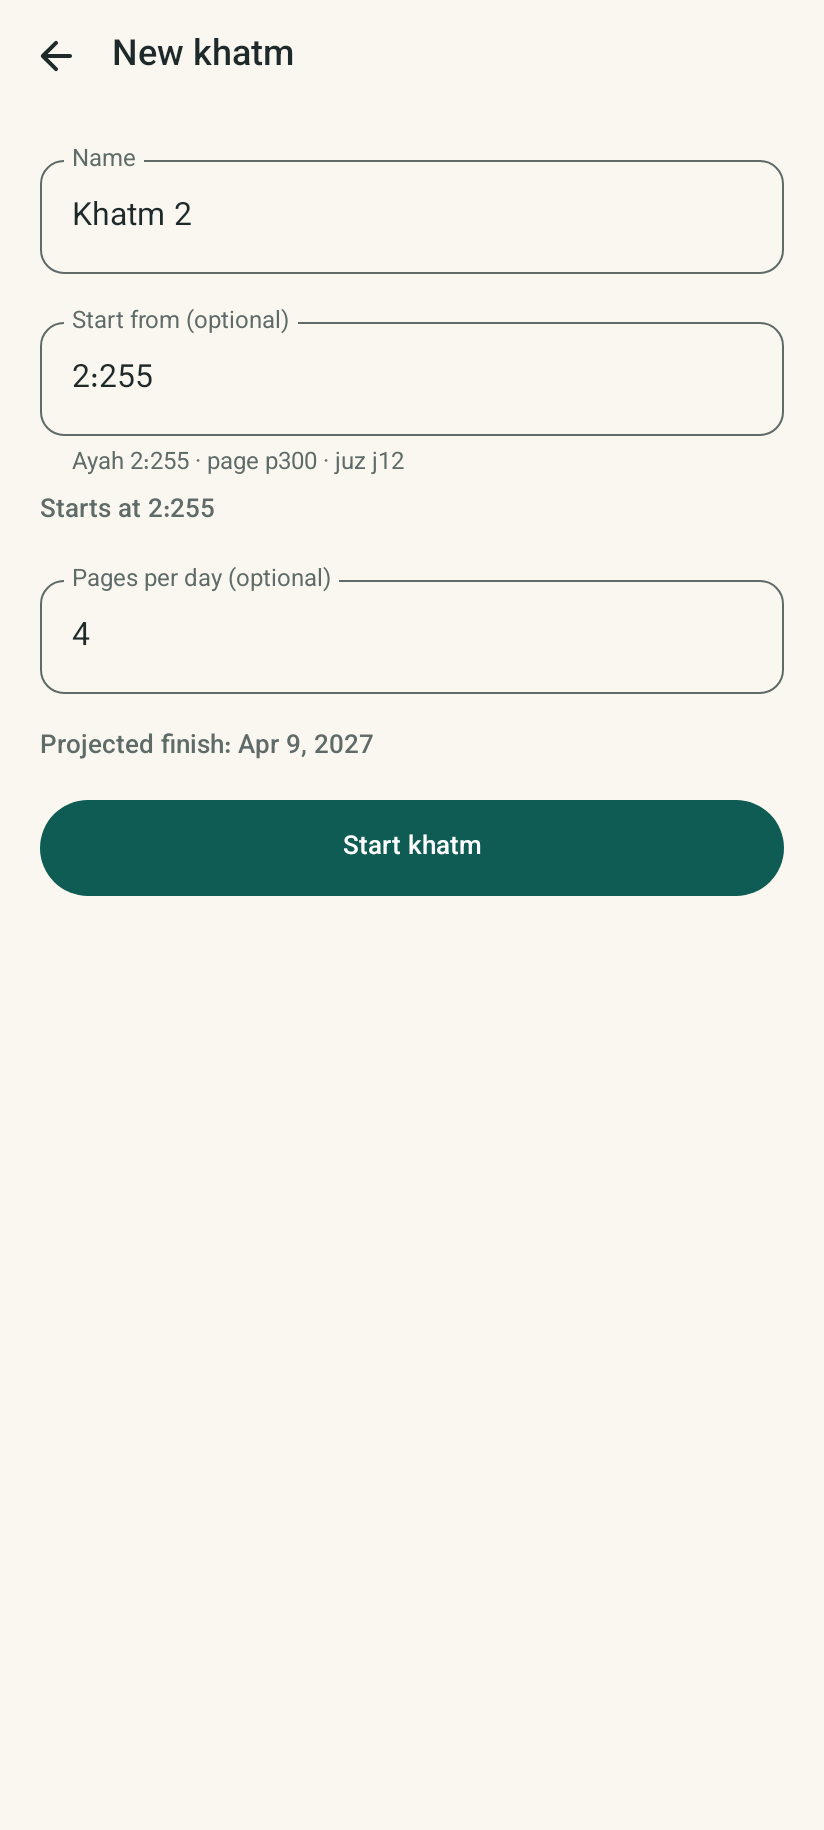 New khatm
Name
Khatm 2
Start from (optional)
2:255
Ayah 2:255 · page p300 · juz j12
Starts at 2:255
Pages per day (optional)
4
Projected finish: Apr 9, 2027
Start khatm